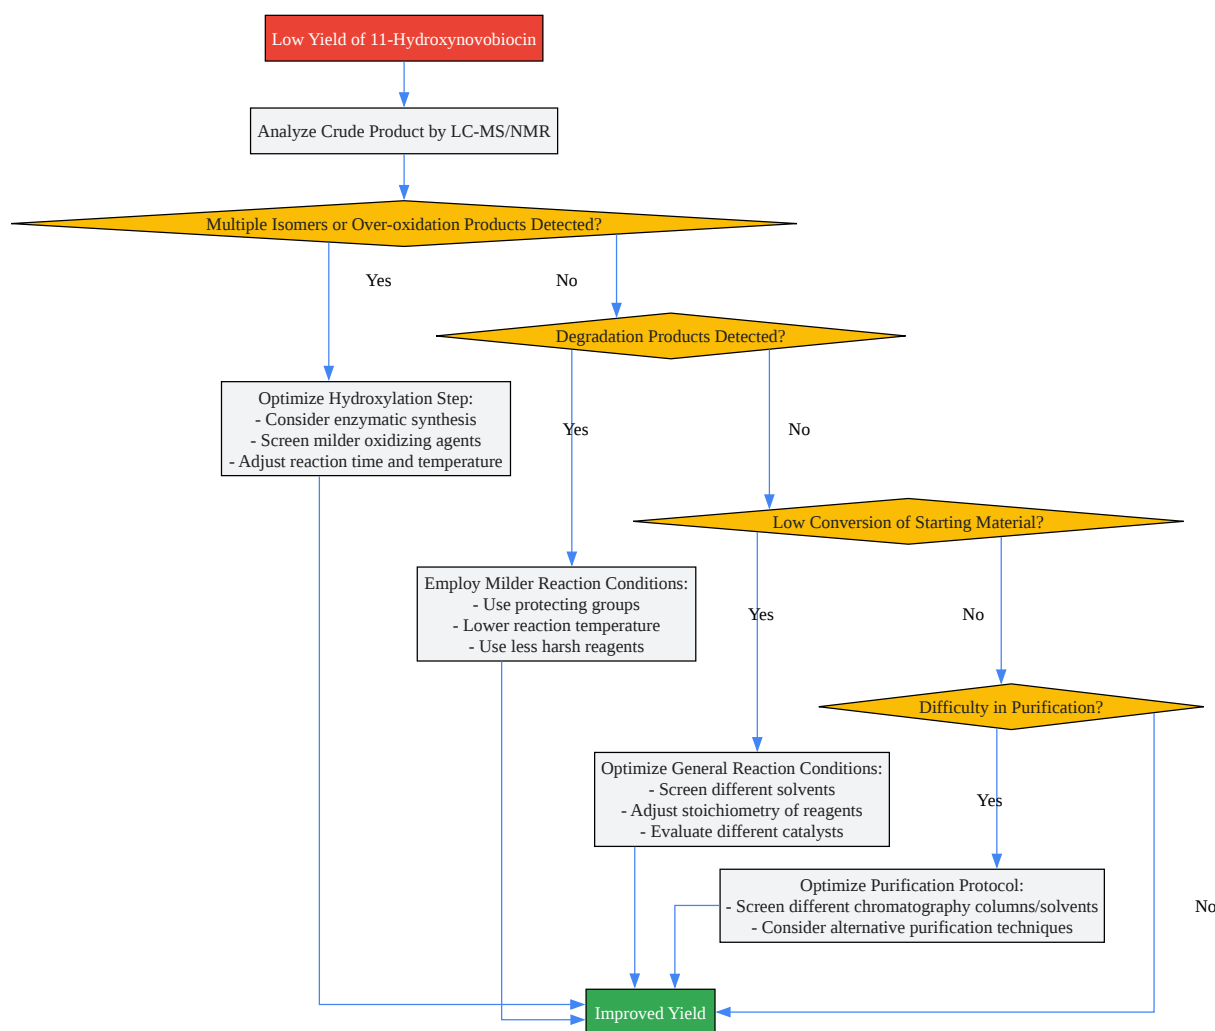 Low Yield of 11-Hydroxynovobiocin
Analyze Crude Product by LC-MS/NMR
Multiple Isomers or Over-oxidation Products Detected?
Yes
No
Degradation Products Detected?
Optimize Hydroxylation Step:
- Consider enzymatic synthesis
- Screen milder oxidizing agents
- Adjust reaction time and temperature
Yes
No
Low Conversion of Starting Material?
Employ Milder Reaction Conditions:
- Use protecting groups
- Lower reaction temperature
- Use less harsh reagents
Yes
No
Difficulty in Purification?
Optimize General Reaction Conditions:
- Screen different solvents
- Adjust stoichiometry of reagents
- Evaluate different catalysts
Yes
Optimize Purification Protocol:
- Screen different chromatography columns/solvents
- Consider alternative purification techniques
No
Improved Yield